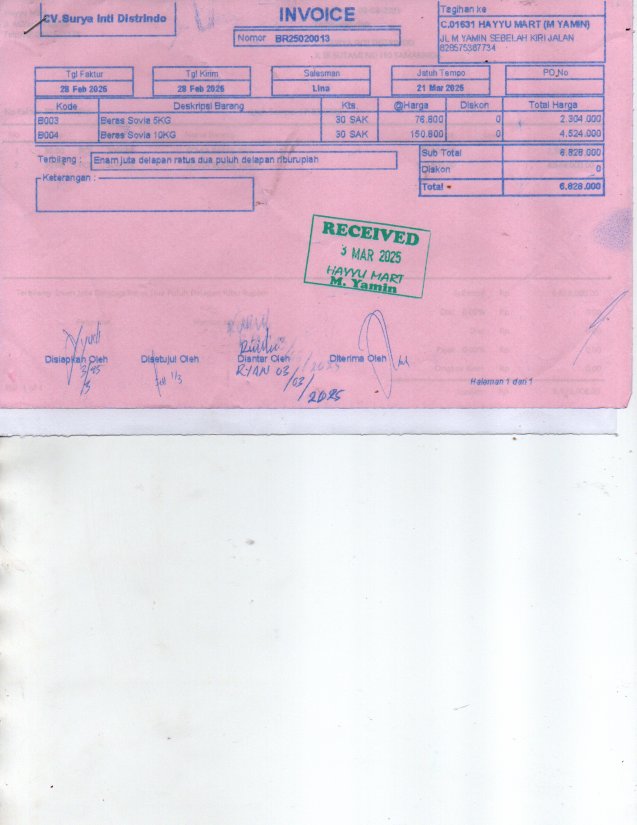 CV.Surya Inti Distrindo
INVOICE
Nomor BR25020013
Tagihan ke
C.01631 HAYYU MART (M YAMIN)
JL M YAMIN SEBELAH KIRI JALAN
Tgl Faktur Tgl Kirim Salesman Jatuh Tempo PO_No
28 Feb 2025 28 Feb 2025 Lina 21 Mar 2025
Kode Deskripsi Barang Kts. @Harga Diskon Total Harga
B003 Beras Sovia 5KG 30 SAK 76.800 0 2.304.000
B004 Beras Sovia 10KG 30 SAK 150.800 0 4.524.000
Terbilang : Enam juta delapan ratus dua puluh delapan riburupiah
Sub Total 6.828.000
Diskon 0
Total 6.828.000
Keterangan :
RECEIVED
3 MAR 2025
HAYYU MART
M. Yamin
Disiapkan Oleh Disetujui Oleh Diantar Oleh Diterima Oleh
RYAN 03/03/2025
1/3
Halaman 1 dari 1